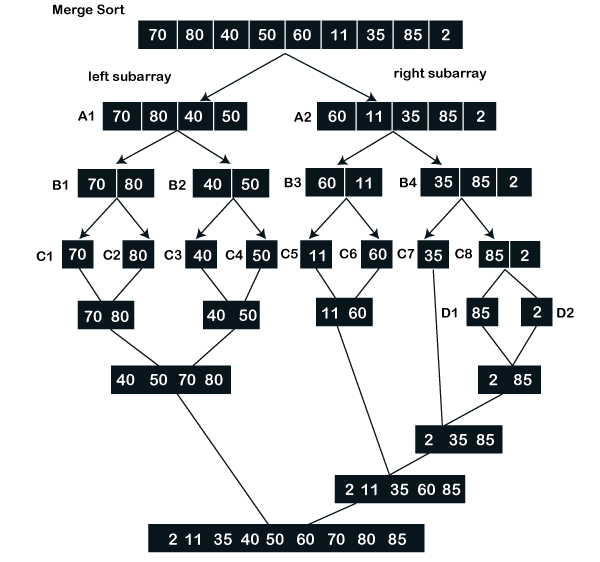 Merge Sort
70 80 40 50 60 11 35 85 2
left subarray right subarray
A1 70 80 40 50 A2 60 11 35 85 2
B1 70 80 B2 40 50 B3 60 11 B4 35 85 2
C1 70 C2 80 C3 40 C4 50 C5 11 C6 60 C7 35 C8 85 2
70 80 40 50 11 60 D1 85 2 D2
40 50 70 80 2 85
2 35 85
2 11 35 60 85
2 11 35 40 50 60 70 80 85